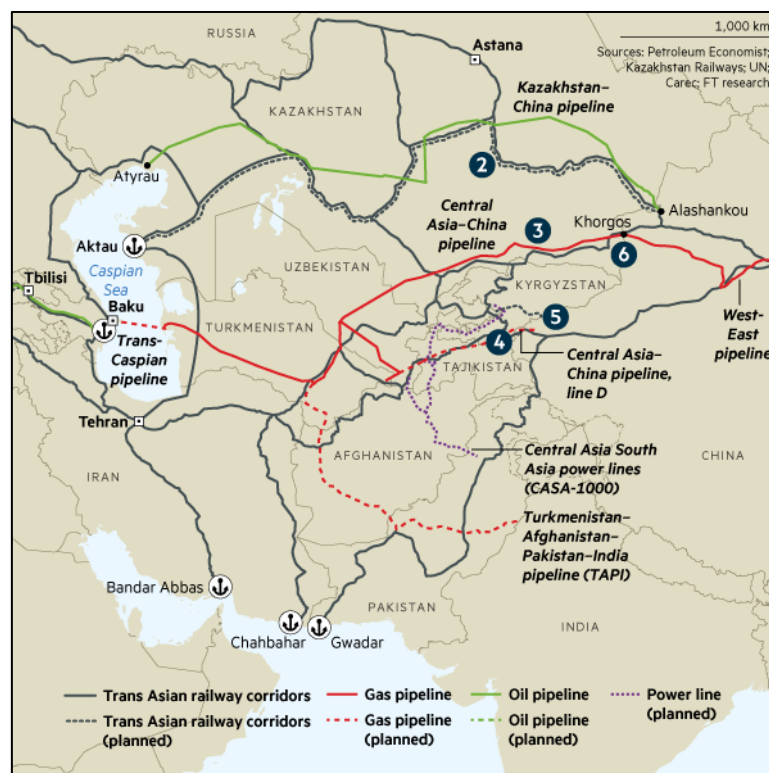 1,000 km
RUSSIA
Astana
Sources: Petroleum Economist;
Kazakhstan Railways; UN;
Carec; FT research
Kazakhstan–
China pipeline
KAZAKHSTAN
Atyrau
2
Central
Asia–China
pipeline
3
Khorgos
Alashankou
6
Aktau
Caspian
Sea
UZBEKISTAN
KYRGYZSTAN
Tbilisi
Baku
Trans-
Caspian
pipeline
TURKMENISTAN
5
4
West-
East
pipeline
TAJIKISTAN
Central Asia–
China pipeline,
line D
Tehran
AFGHANISTAN
Central Asia South
Asia power lines
(CASA-1000)
CHINA
IRAN
Turkmenistan–
Afghanistan–
Pakistan–India
pipeline (TAPI)
Bandar Abbas
PAKISTAN
Chahbahar
Gwadar
INDIA
Trans Asian railway corridors
Gas pipeline
Oil pipeline
Power line
(planned)
Trans Asian railway corridors
(planned)
Gas pipeline
(planned)
Oil pipeline
(planned)